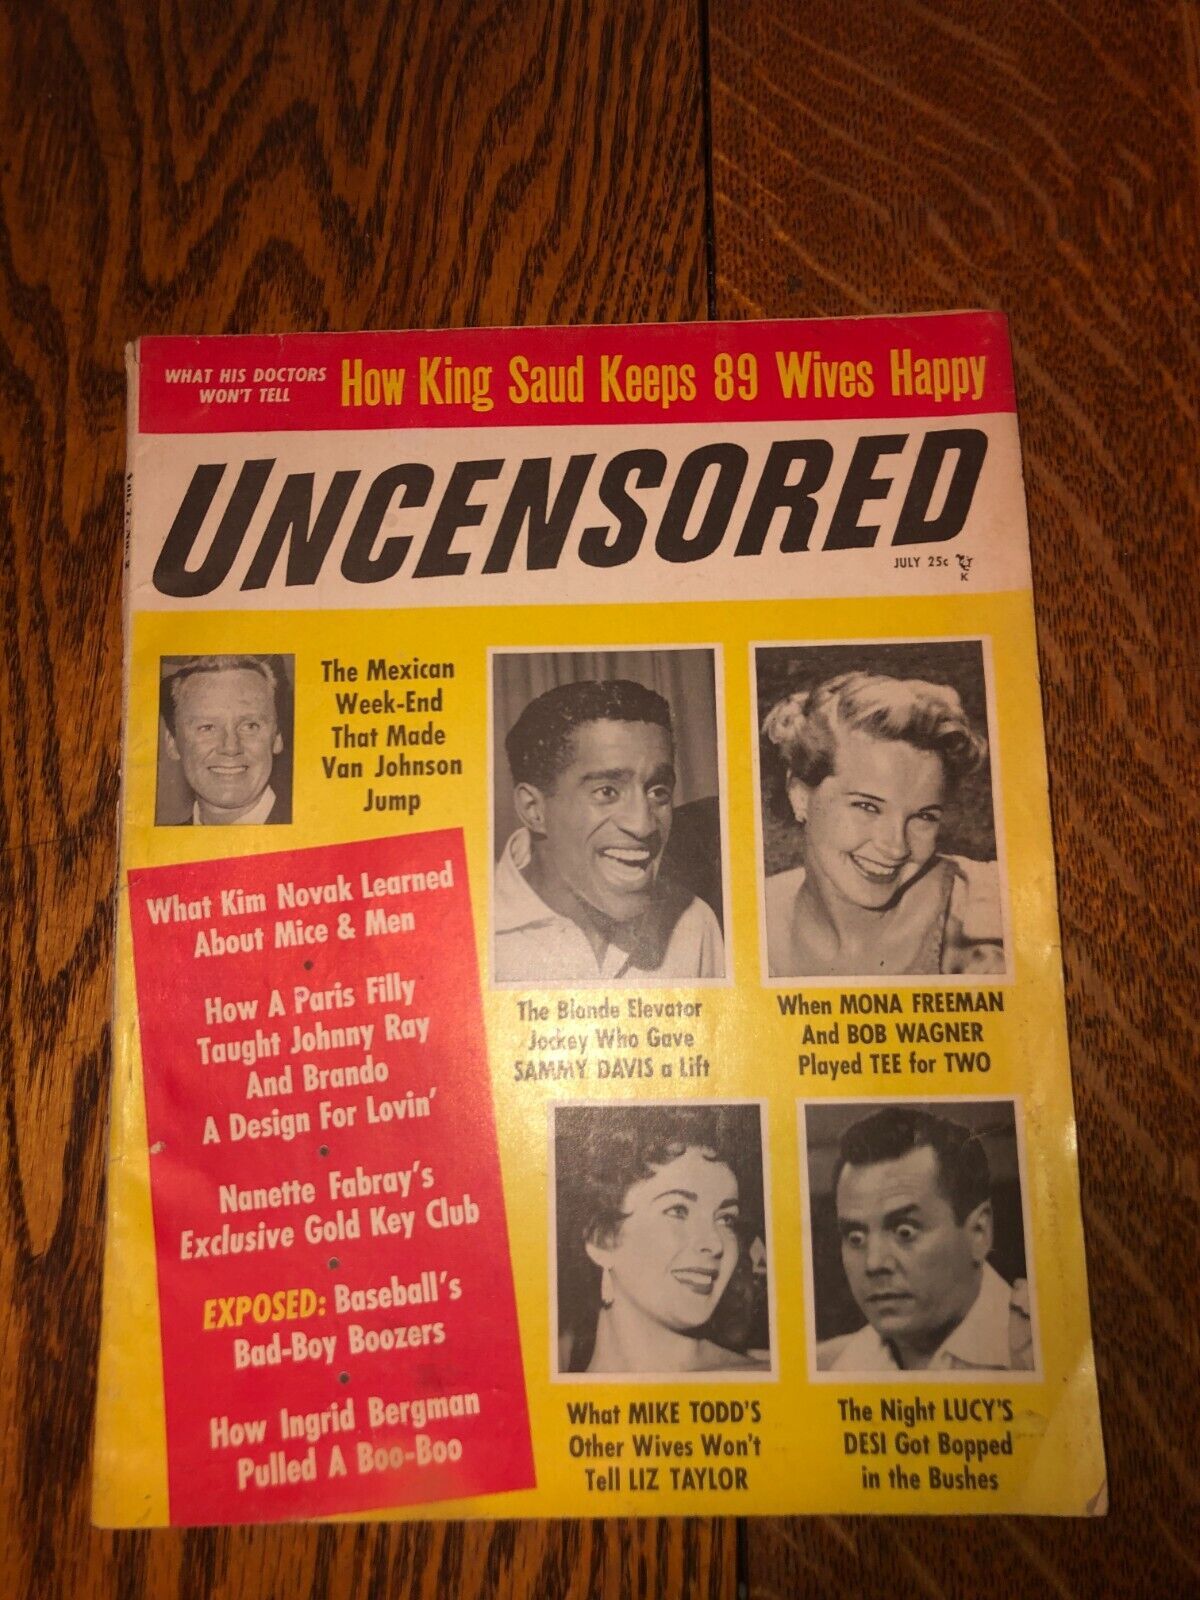 WHAT HIS DOCTORS
WON'T TELL
How King Saud Keeps 89 Wives Happy
UNCENSORED
JULY 25c
K
The Mexican
Week-End
That Made
Van Johnson
Jump
What Kim Novak Learned
About Mice & Men
How A Paris Filly
Taught Johnny Ray
And Brando
A Design For Lovin'
Nanette Fabray's
Exclusive Gold Key Club
EXPOSED: Baseball's
Bad-Boy Boozers
How Ingrid Bergman
Pulled A Boo-Boo
The Blonde Elevator
Jockey Who Gave
SAMMY DAVIS a Lift
When MONA FREEMAN
And BOB WAGNER
Played TEE for TWO
What MIKE TODD'S
Other Wives Won't
Tell LIZ TAYLOR
The Night LUCY'S
DESI Got Bopped
in the Bushes